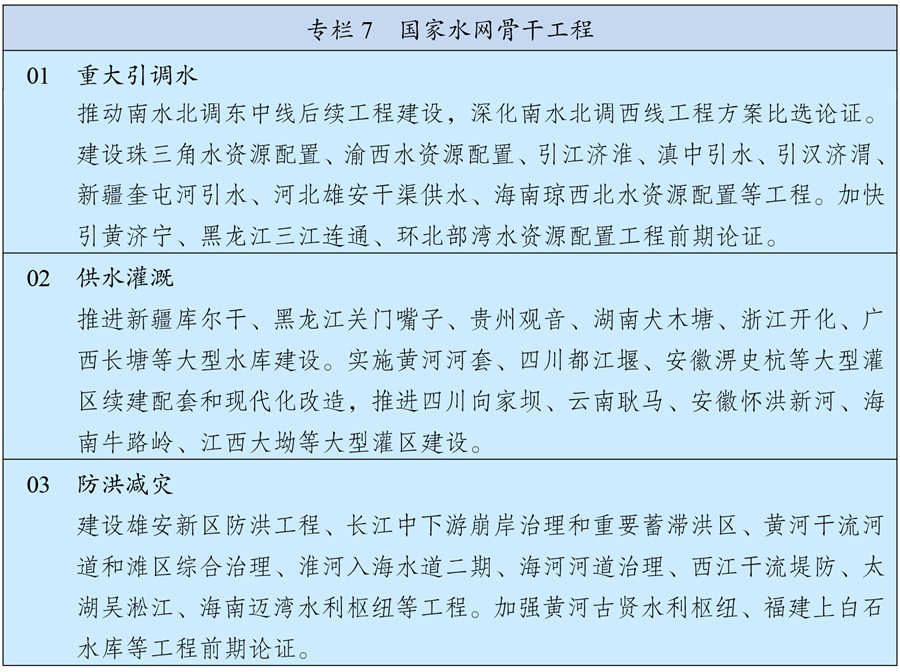 专栏7 国家水网骨干工程
01 重大引调水
推动南水北调东中线后续工程建设，深化南水北调西线工程方案比选论证。
建设珠三角水资源配置、渝西水资源配置、引江济淮、滇中引水、引汉济渭、
新疆奎屯河引水、河北雄安干渠供水、海南琼西北水资源配置等工程。加快
引黄济宁、黑龙江三江连通、环北部湾水资源配置工程前期论证。
02 供水灌溉
推进新疆库尔干、黑龙江关门嘴子、贵州观音、湖南犬木塘、浙江开化、广
西长塘等大型水库建设。实施黄河河套、四川都江堰、安徽淠史杭等大型灌
区续建配套和现代化改造，推进四川向家坝、云南耿马、安徽怀洪新河、海
南牛路岭、江西大坳等大型灌区建设。
03 防洪减灾
建设雄安新区防洪工程、长江中下游崩岸治理和重要蓄滞洪区、黄河干流河
道和滩区综合治理、淮河入海水道二期、海河河道治理、西江干流堤防、太
湖吴淞江、海南迈湾水利枢纽等工程。加强黄河古贤水利枢纽、福建上白石
水库等工程前期论证。